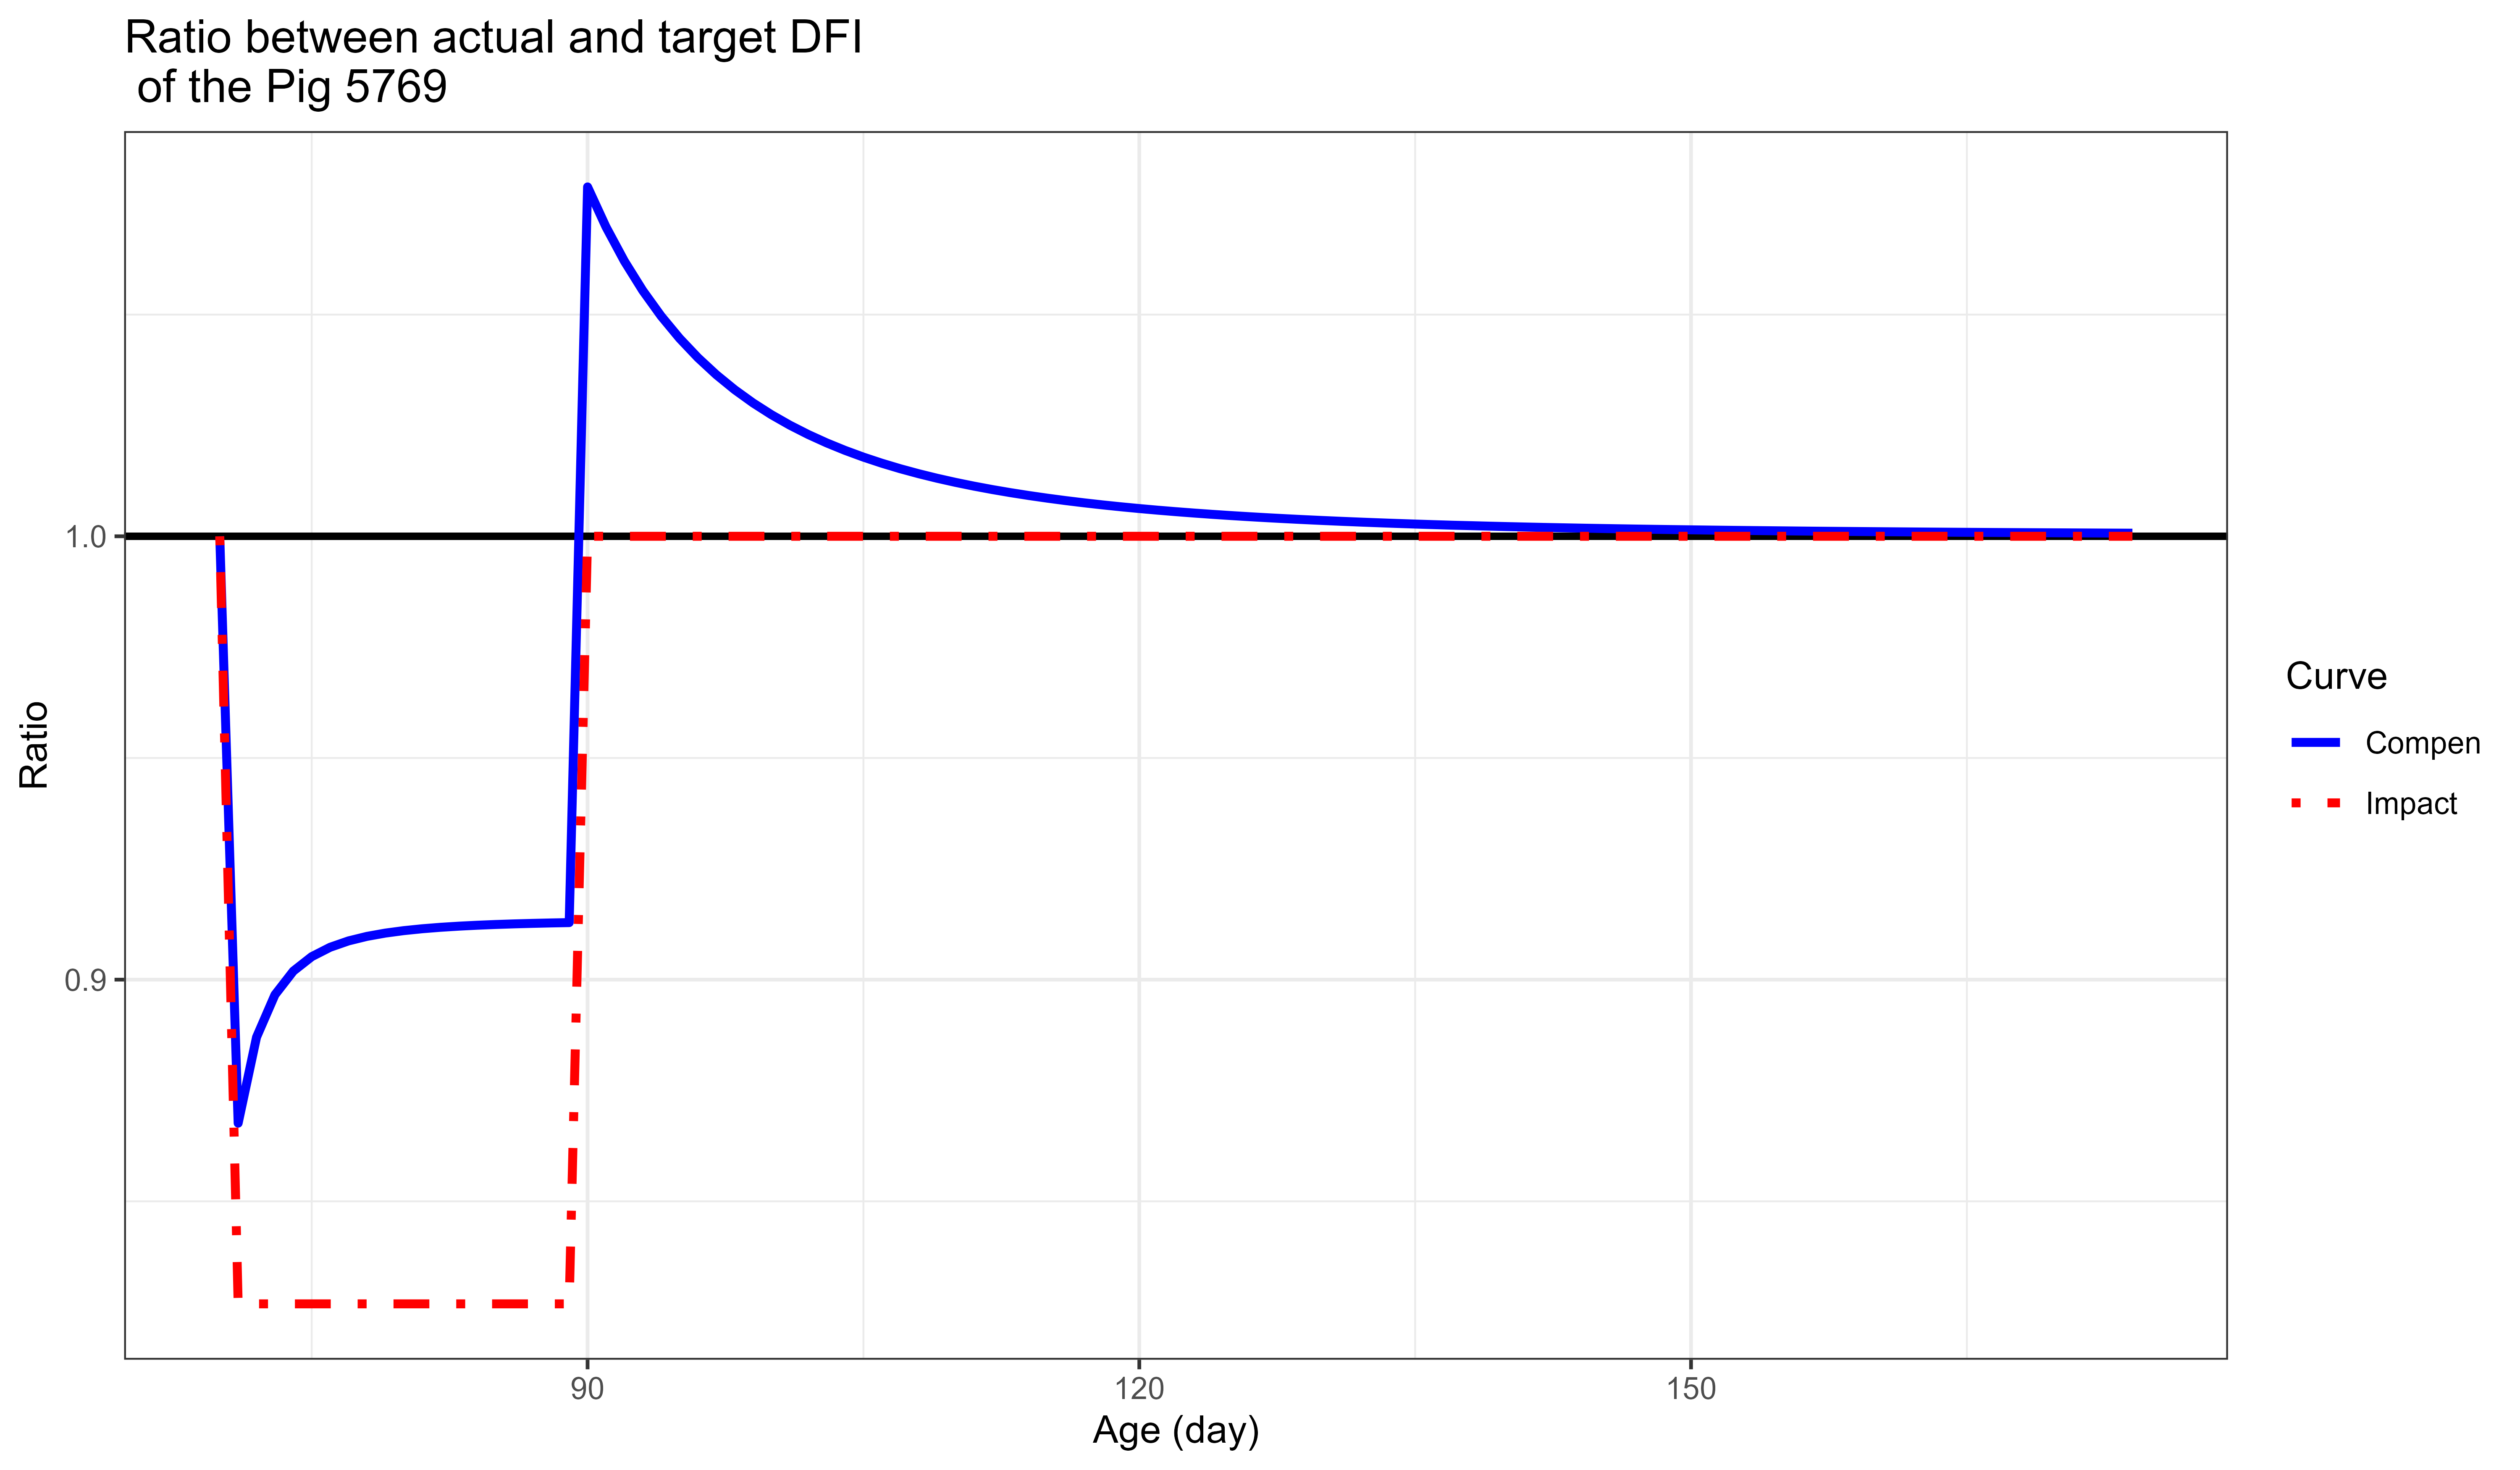 Ratio between actual and target DFI
of the Pig 5769
Ratio
1.0
0.9
90
120
150
Age (day)
Curve
Compen
Impact